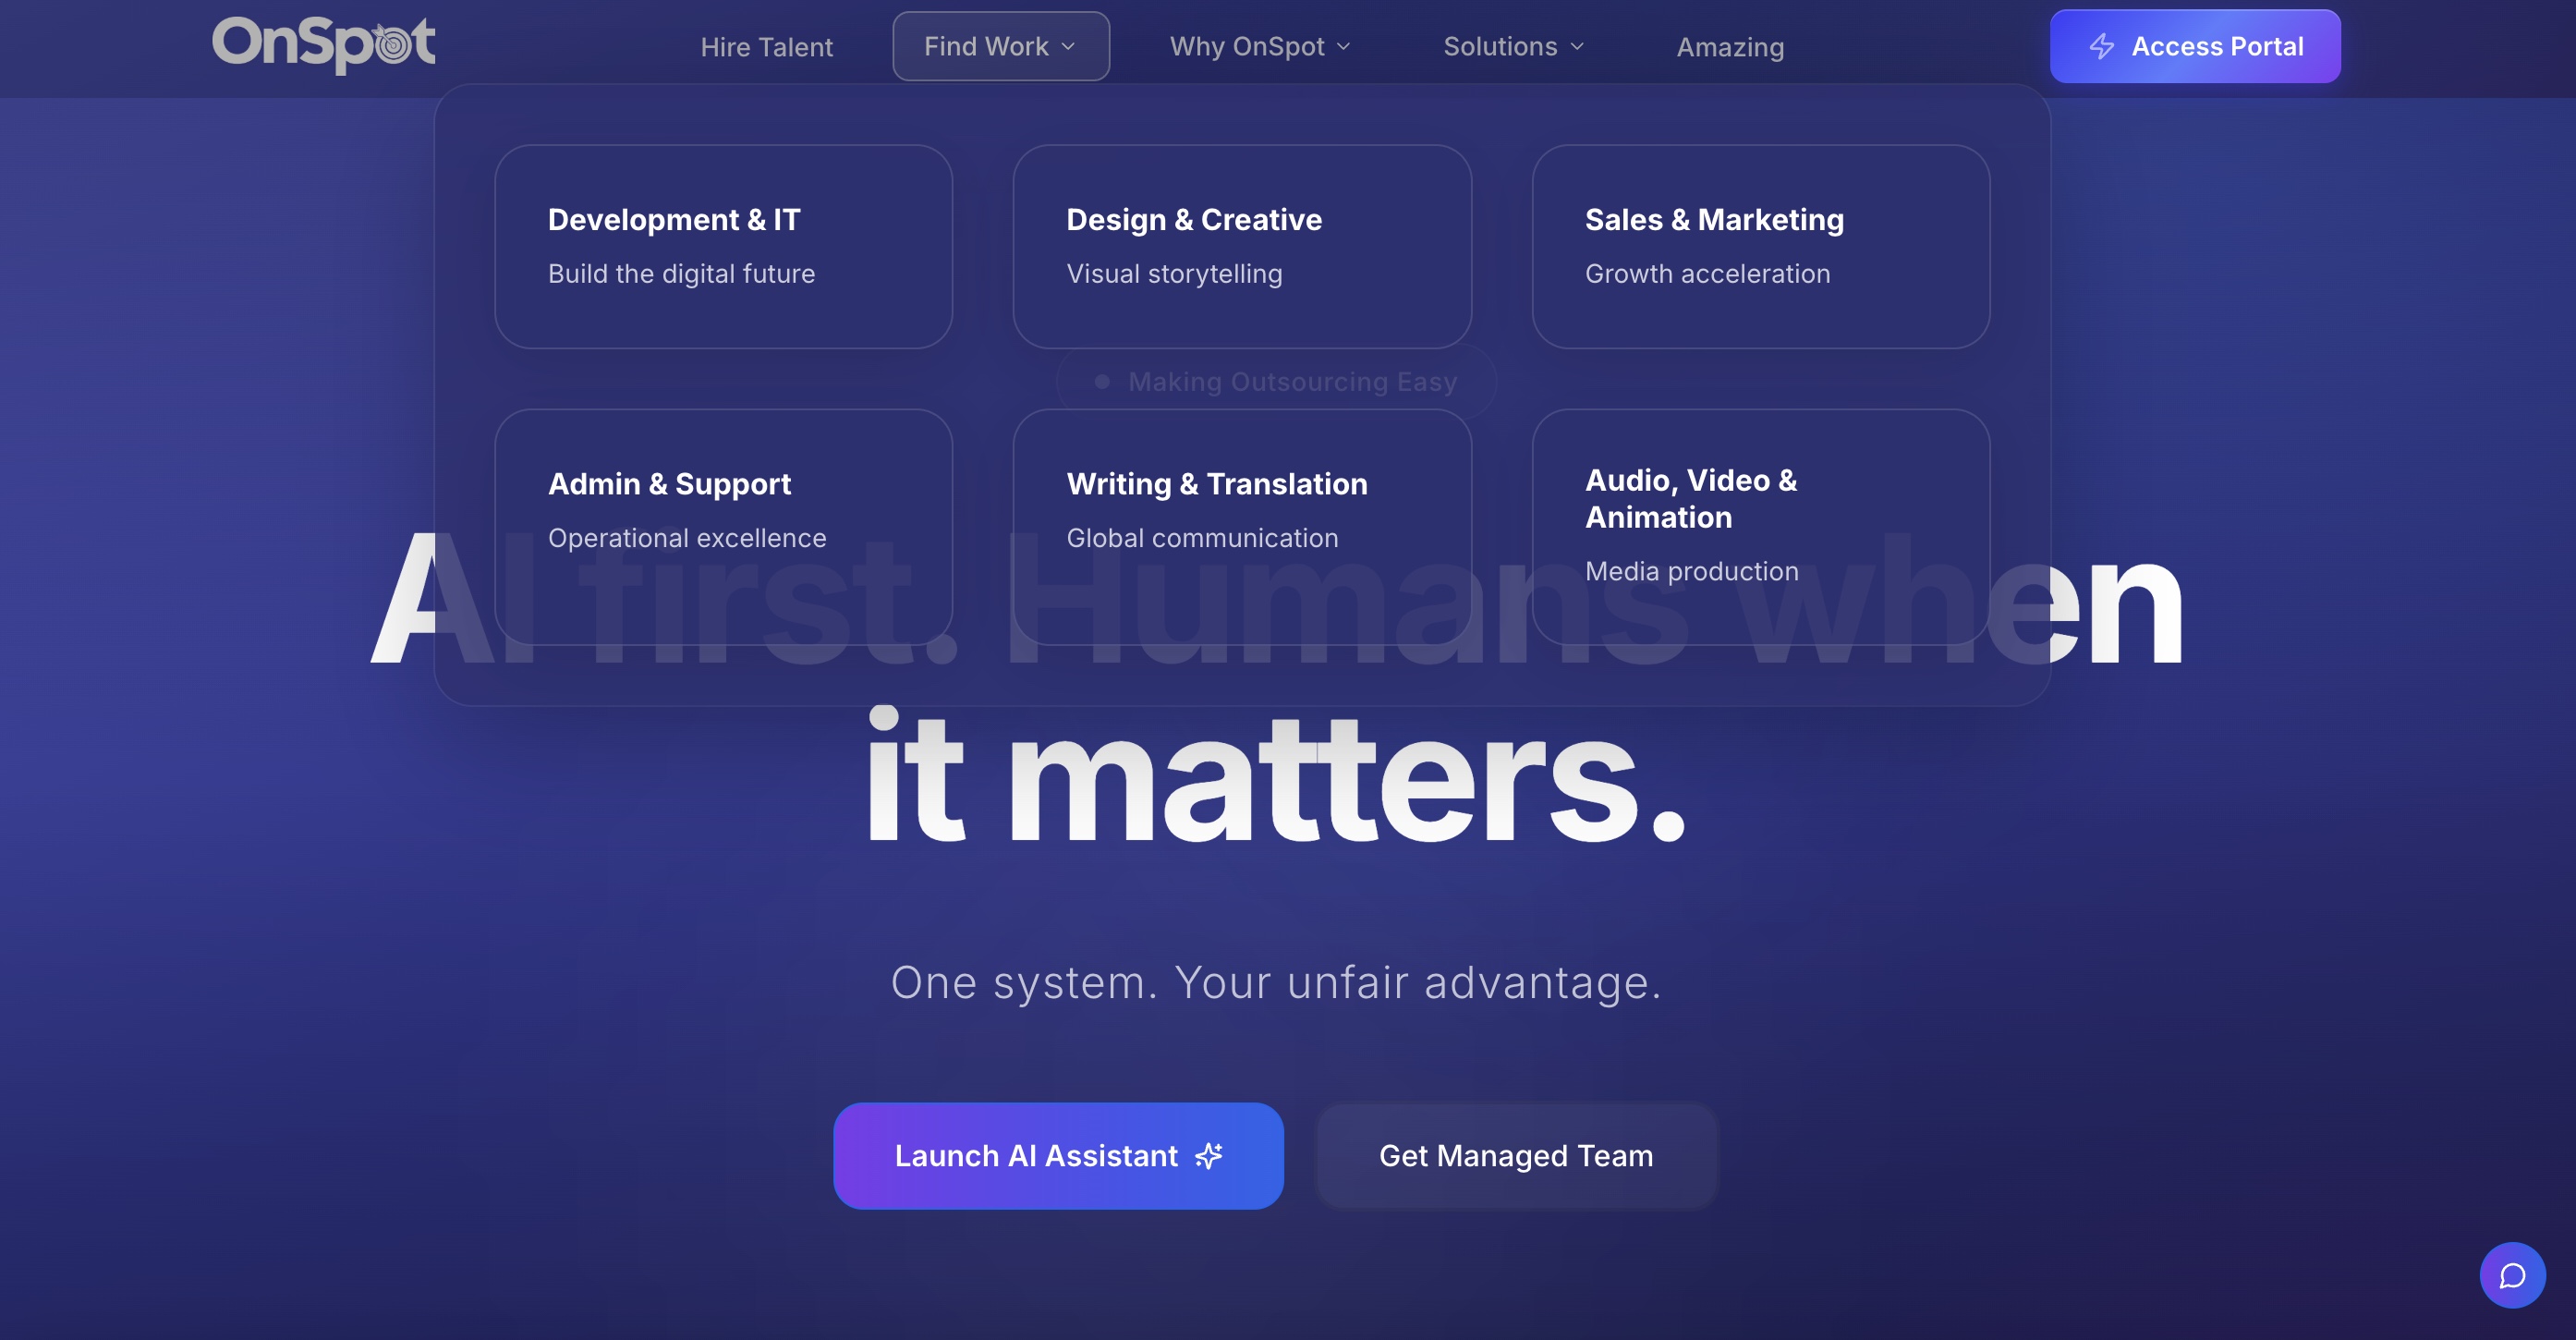 OnSpot
Hire Talent
Find Work
Why OnSpot
Solutions
Amazing
Access Portal
Development & IT
Build the digital future
Design & Creative
Visual storytelling
Sales & Marketing
Growth acceleration
Making Outsourcing Easy
Admin & Support
Operational excellence
Writing & Translation
Global communication
Audio, Video &
Animation
Media production
AI first. Humans when
it matters.
One system. Your unfair advantage.
Launch AI Assistant
Get Managed Team